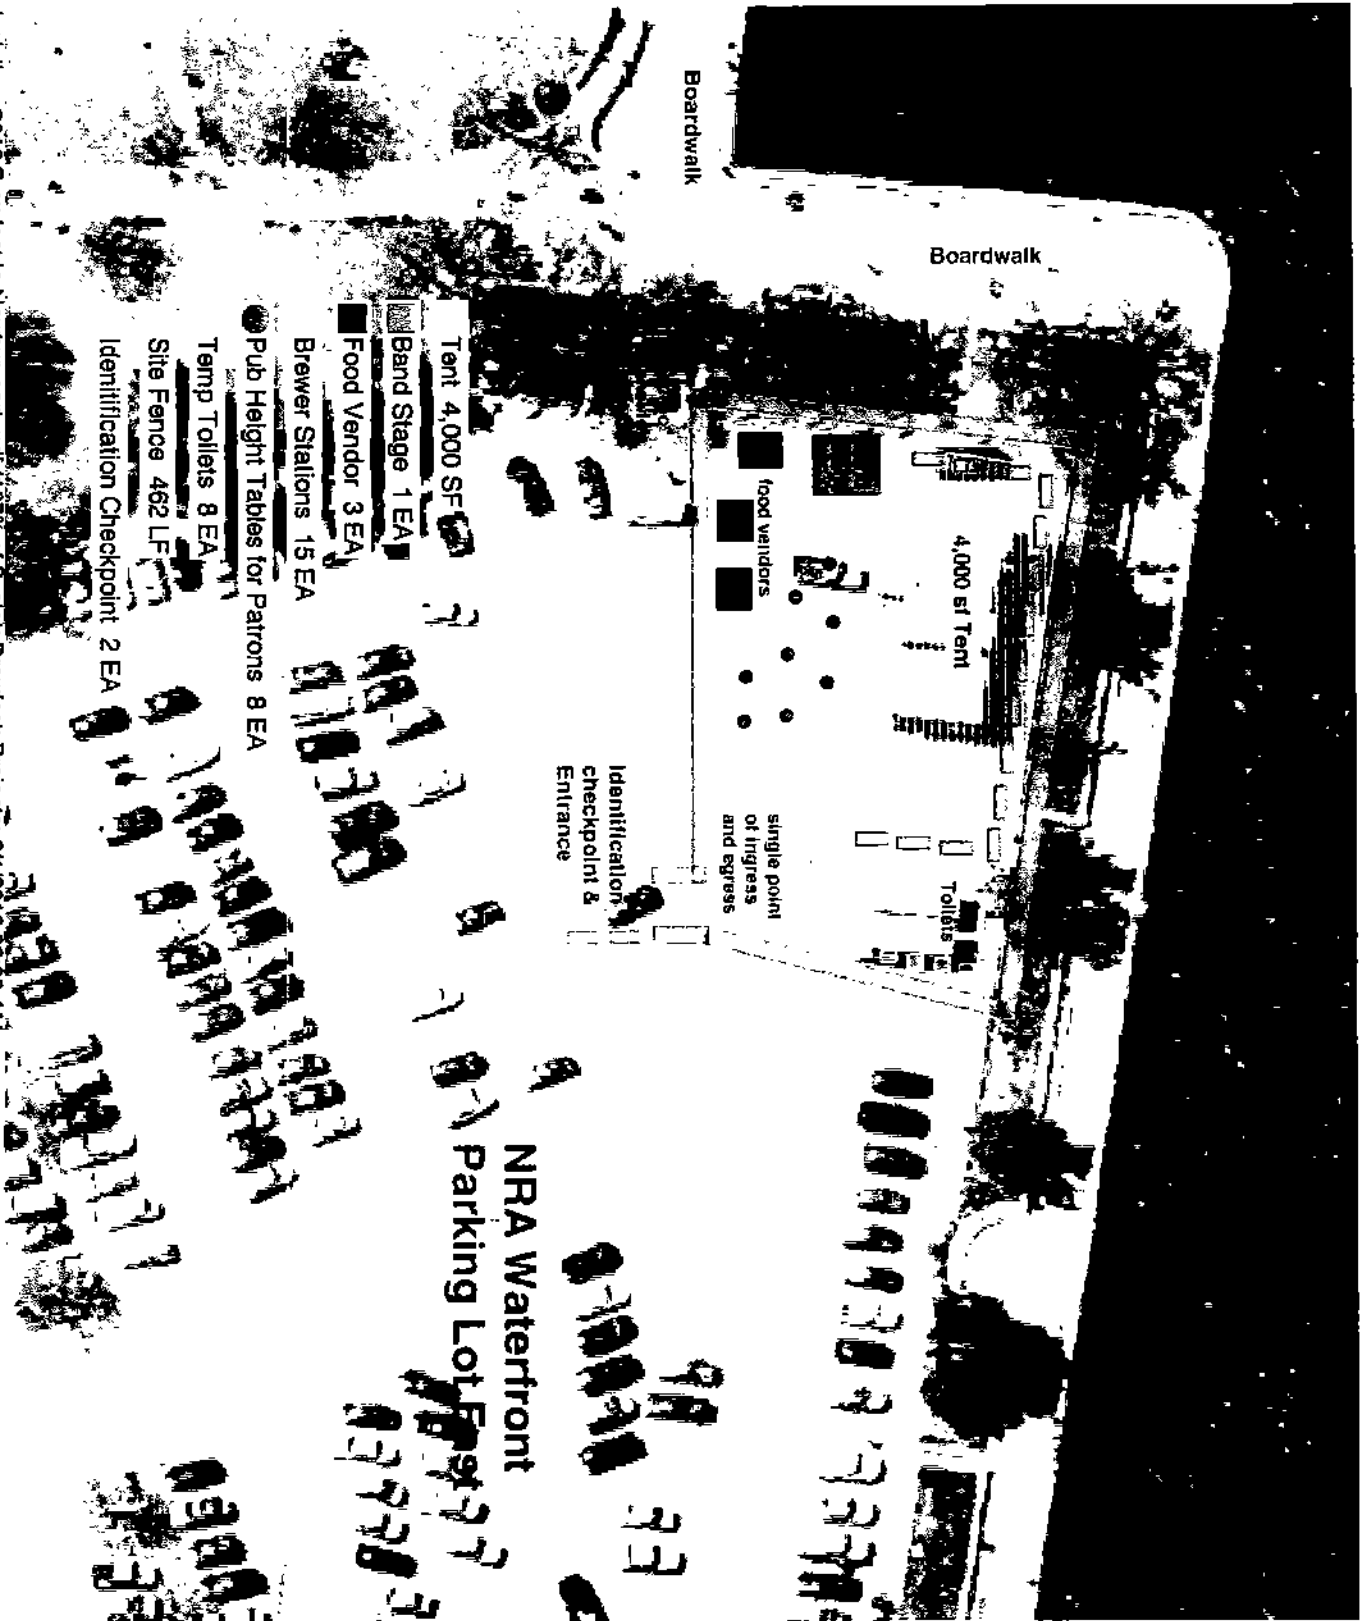 Boardwalk
Boardwalk
4,000 sf Tent
food vendors
single point
of ingress
and egress
Toilets
Identification
checkpoint &
Entrance
Tent 4,000 SF
Band Stage 1 EA
Food Vendor 3 EA
Brewer Stations 15 EA
Pub Height Tables for Patrons 8 EA
Temp Toilets 8 EA
Site Fence 462 LF
Idenitification Checkpoint 2 EA
NRA Waterfront
Parking Lot East